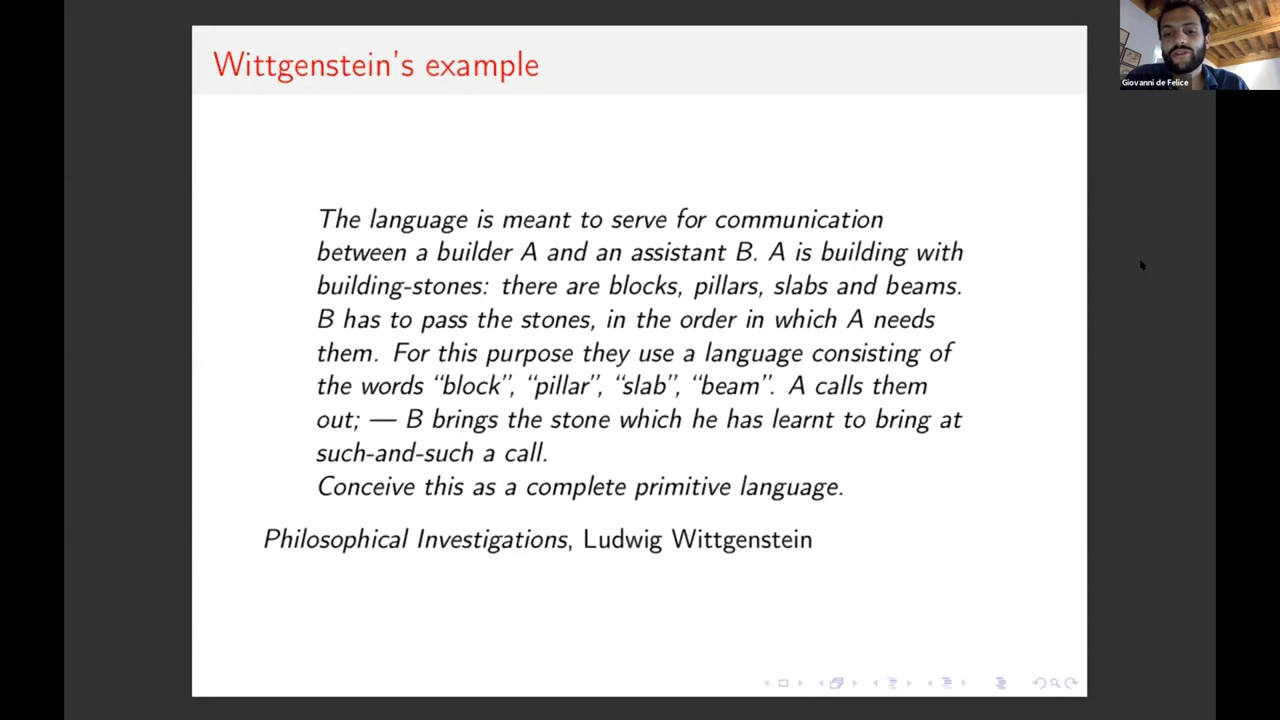 Wittgenstein's example
Giovanni de Felice
The language is meant to serve for communication
between a builder A and an assistant B. A is building with
building-stones: there are blocks, pillars, slabs and beams.
B has to pass the stones, in the order in which A needs
them. For this purpose they use a language consisting of
the words “block”, “pillar”, “slab”, “beam”. A calls them
out; — B brings the stone which he has learnt to bring at
such-and-such a call.
Conceive this as a complete primitive language.
Philosophical Investigations, Ludwig Wittgenstein